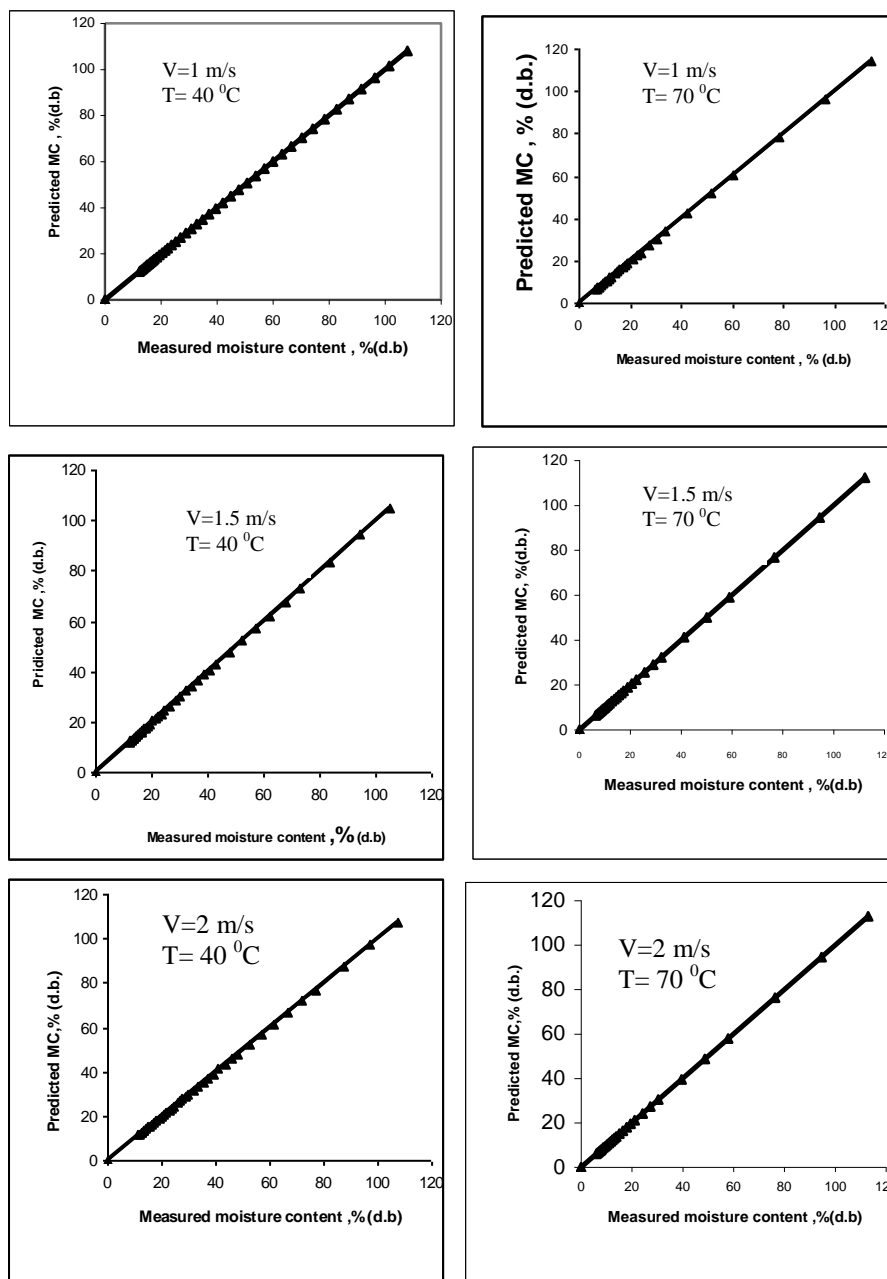 V=1 m/s
T= 40 ⁰C
Predicted MC , %(d.b)
120
100
80
60
40
20
0
0 20 40 60 80 100 120
Measured moisture content , %(d.b)
V=1 m/s
T= 70 ⁰C
Predicted MC , % (d.b.)
120
100
80
60
40
20
0
0 20 40 60 80 100 12
Measured moisture content , % (d.b)
V=1.5 m/s
T= 40 ⁰C
Pridicted MC ,% (d.b.)
120
100
80
60
40
20
0
0 20 40 60 80 100 120
Measured moisture content ,%(d.b)
V=1.5 m/s
T= 70 ⁰C
Predicted MC, %(d.b.)
120
100
80
60
40
20
0
0 20 40 60 80 100 120
Measured moisture content , %(d.b)
V=2 m/s
T= 40 ⁰C
Predicted MC,% (d.b.)
120
100
80
60
40
20
0
0 20 40 60 80 100 120
Measured moisture content ,%(d.b)
V=2 m/s
T= 70 ⁰C
Predicted MC,% (d.b.)
120
100
80
60
40
20
0
0 20 40 60 80 100 12
Measured moisture content ,%(d.b)